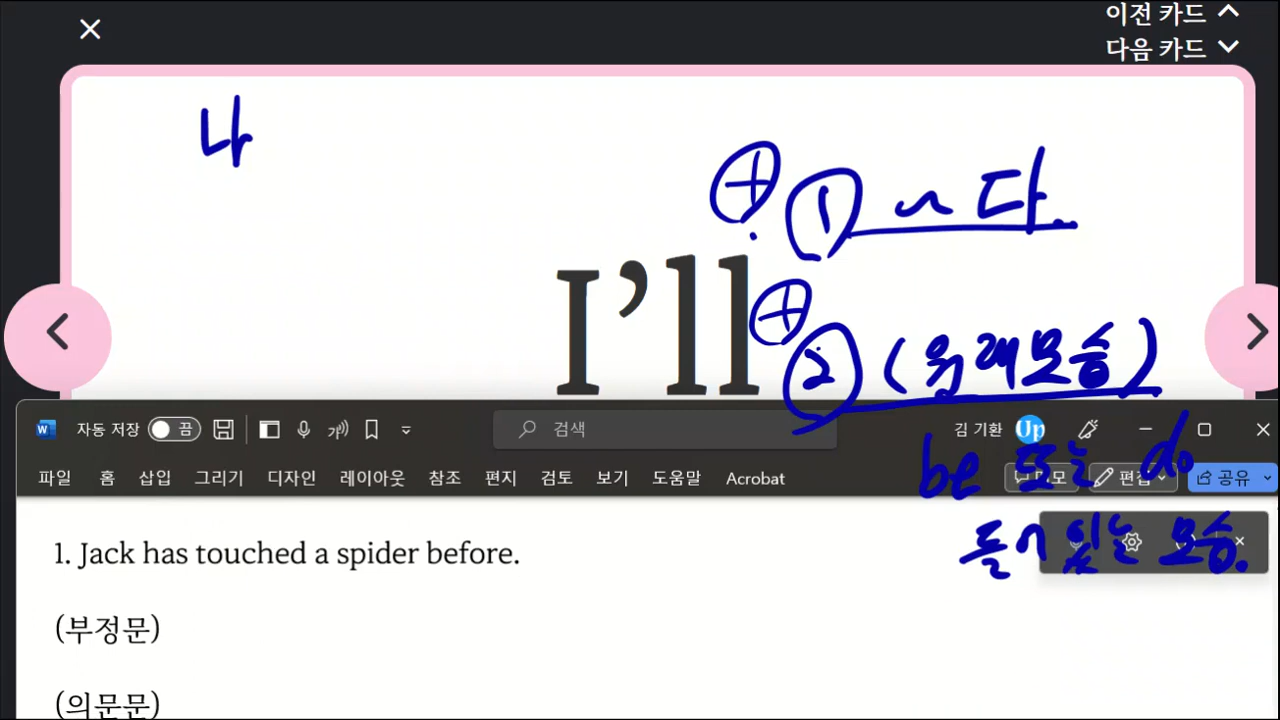 이전 카드
다음 카드
나
+ ① ~다.
I’ll
+ ② (원래모습)
자동 저장 끔 검색 김 기환 Up
be 또는 do
파일 홈 삽입 그리기 디자인 레이아웃 참조 편지 검토 보기 도움말 Acrobat 편집 공유
들어있는 모습.
1. Jack has touched a spider before.
(부정문)
(의문문)